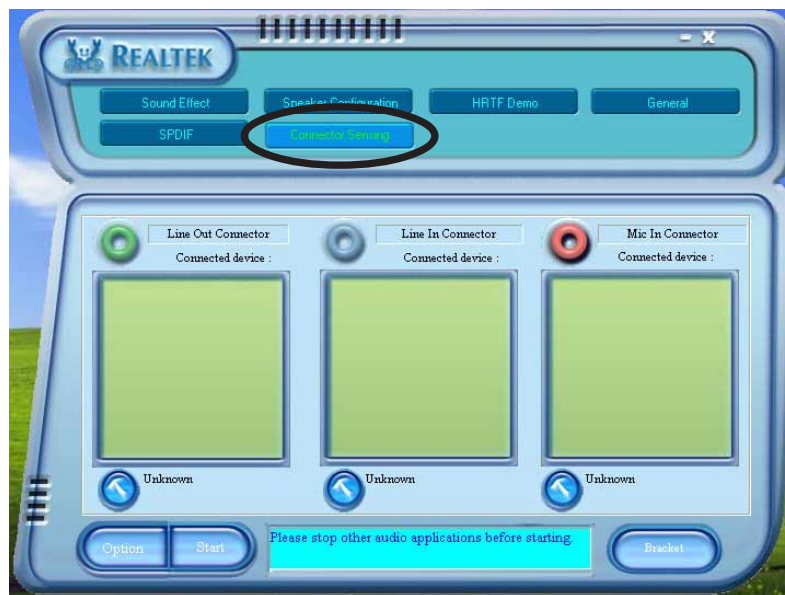 REALTEK
- X
Sound Effect
Speaker Configuration
HRTF Demo
General
SPDIF
Connector Sensing
Line Out Connector
Connected device :
Line In Connector
Connected device :
Mic In Connector
Connected device :
Unknown
Unknown
Unknown
Option
Start
Please stop other audio applications before starting.
Bracket